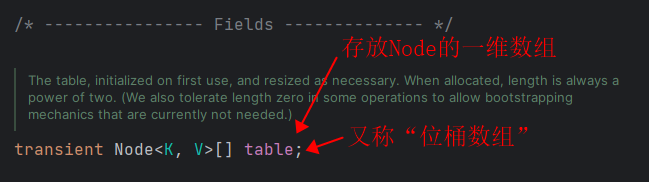 /* ---------------- Fields -------------- */
存放Node的一维数组
The table, initialized on first use, and resized as necessary. When allocated, length is always a
power of two. (We also tolerate length zero in some operations to allow bootstrapping
mechanics that are currently not needed.)
又称“位桶数组”
transient Node<K, V>[] table;